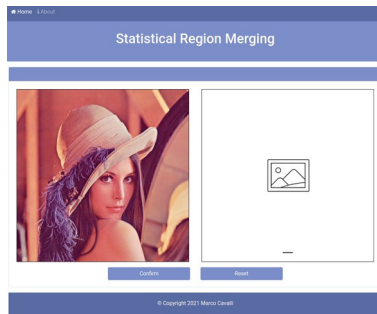 Home About
Statistical Region Merging
Confirm Reset
© Copyright 2021 Marco Cavalli